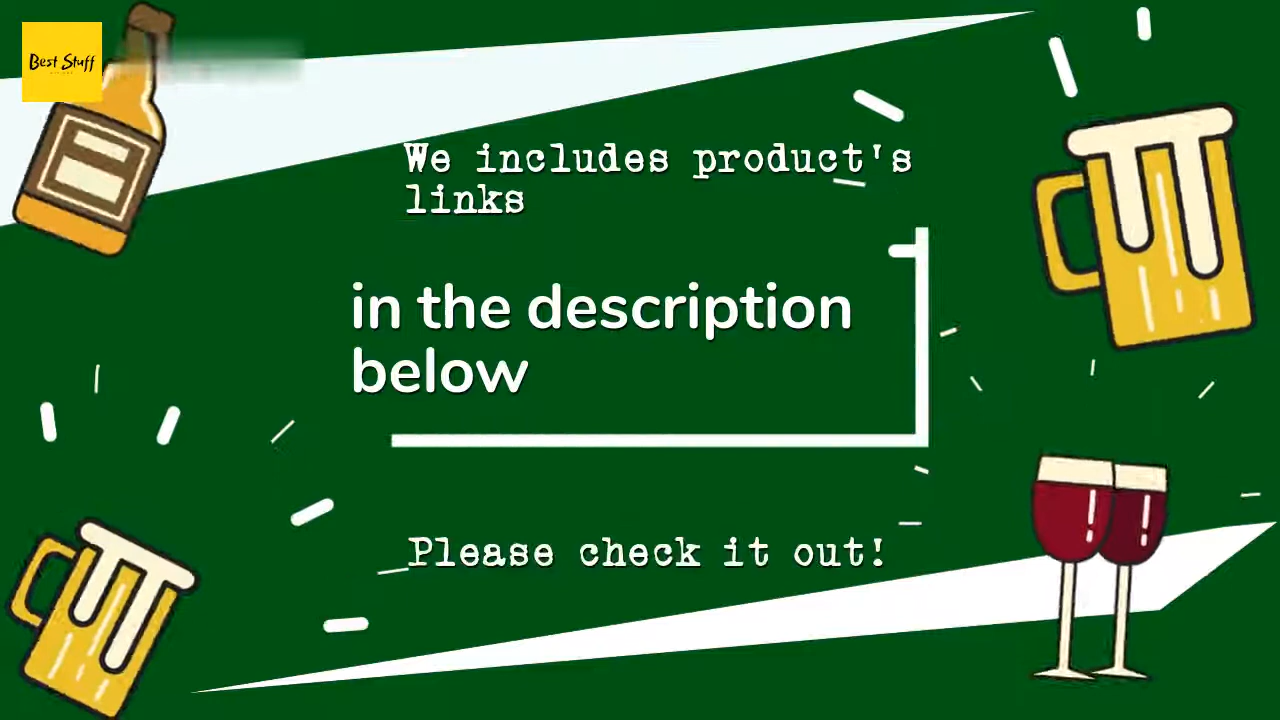 Best Stuff
We includes product's
links
in the description
below
Please check it out!